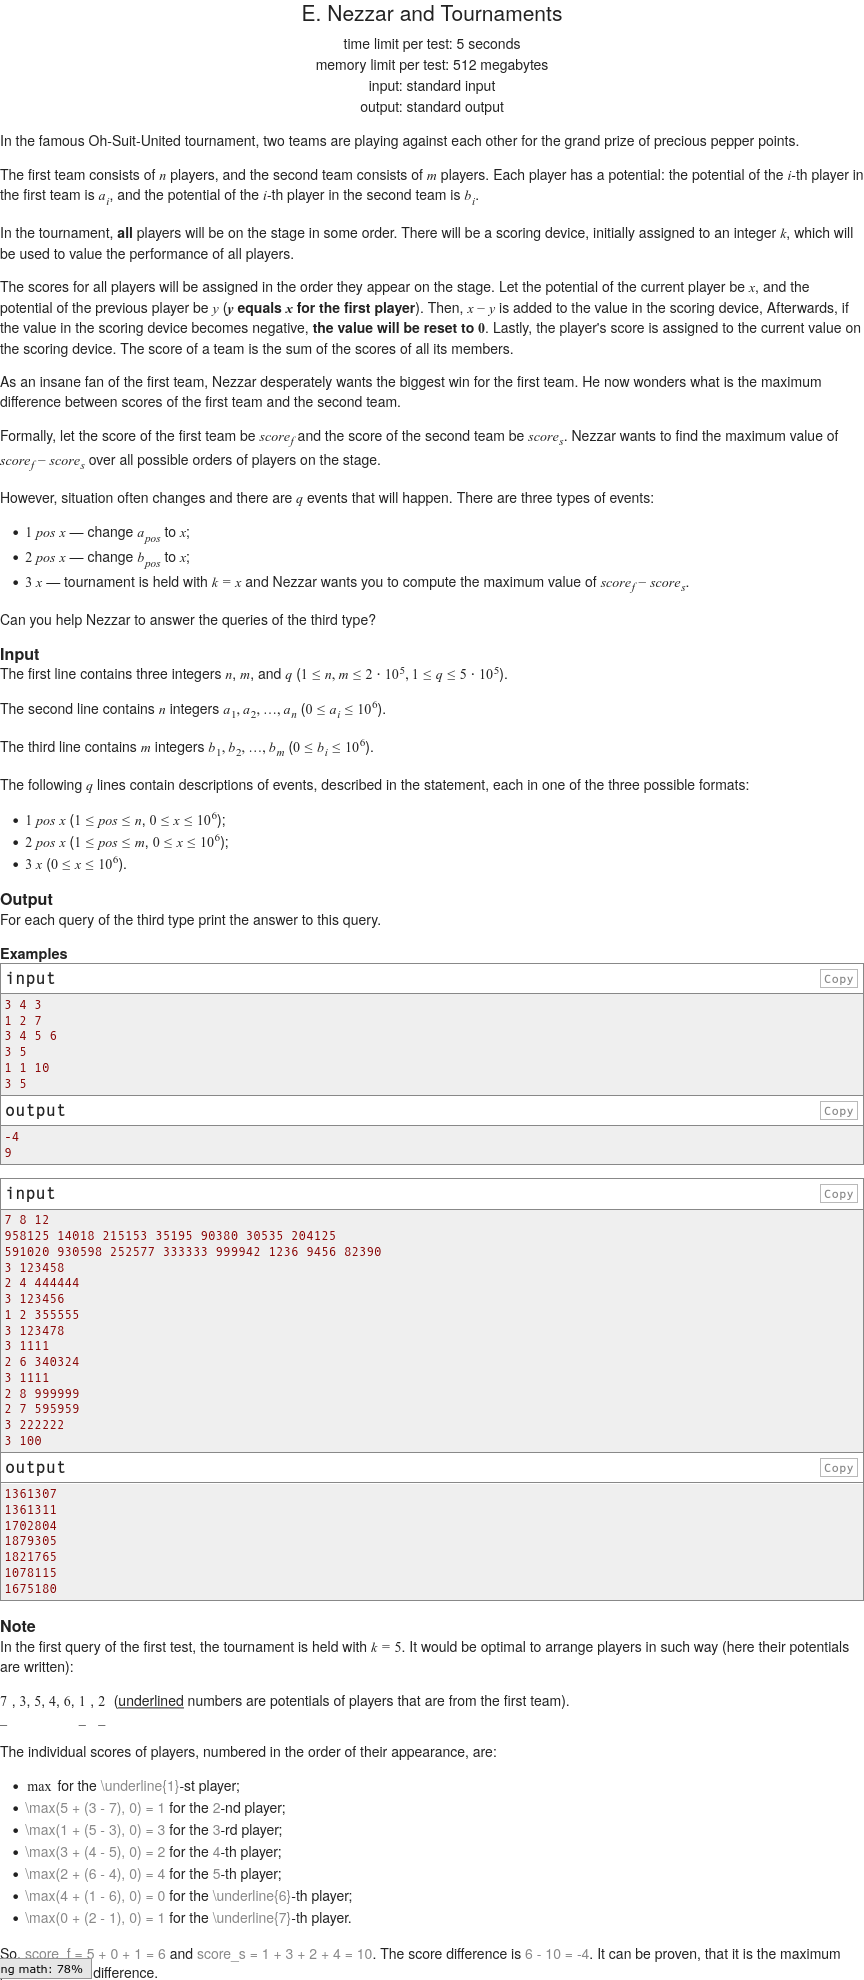 E. Nezzar and Tournaments
time limit per test: 5 seconds
memory limit per test: 512 megabytes
input: standard input
output: standard output
In the famous Oh-Suit-United tournament, two teams are playing against each other for the grand prize of precious pepper points.
The first team consists of n players, and the second team consists of m players. Each player has a potential: the potential of the i-th player in
the first team is a_i, and the potential of the i-th player in the second team is b_i.
In the tournament, all players will be on the stage in some order. There will be a scoring device, initially assigned to an integer k, which will
be used to value the performance of all players.
The scores for all players will be assigned in the order they appear on the stage. Let the potential of the current player be x, and the
potential of the previous player be y (y equals x for the first player). Then, x − y is added to the value in the scoring device, Afterwards, if
the value in the scoring device becomes negative, the value will be reset to 0. Lastly, the player's score is assigned to the current value on
the scoring device. The score of a team is the sum of the scores of all its members.
As an insane fan of the first team, Nezzar desperately wants the biggest win for the first team. He now wonders what is the maximum
difference between scores of the first team and the second team.
Formally, let the score of the first team be score_f and the score of the second team be score_s. Nezzar wants to find the maximum value of
score_f − score_s over all possible orders of players on the stage.
However, situation often changes and there are q events that will happen. There are three types of events:
• 1 pos x — change a_pos to x;
• 2 pos x — change b_pos to x;
• 3 x — tournament is held with k = x and Nezzar wants you to compute the maximum value of score_f − score_s.
Can you help Nezzar to answer the queries of the third type?
Input
The first line contains three integers n, m, and q (1 ≤ n, m ≤ 2 · 10^5, 1 ≤ q ≤ 5 · 10^5).
The second line contains n integers a_1, a_2, …, a_n (0 ≤ a_i ≤ 10^6).
The third line contains m integers b_1, b_2, …, b_m (0 ≤ b_i ≤ 10^6).
The following q lines contain descriptions of events, described in the statement, each in one of the three possible formats:
• 1 pos x (1 ≤ pos ≤ n, 0 ≤ x ≤ 10^6);
• 2 pos x (1 ≤ pos ≤ m, 0 ≤ x ≤ 10^6);
• 3 x (0 ≤ x ≤ 10^6).
Output
For each query of the third type print the answer to this query.
Examples
input Copy
3 4 3
1 2 7
3 4 5 6
3 5
1 1 10
3 5
output Copy
-4
9
input Copy
7 8 12
958125 14018 215153 35195 90380 30535 204125
591020 930598 252577 333333 999942 1236 9456 82390
3 123458
2 4 444444
3 123456
1 2 355555
3 123478
3 1111
2 6 340324
3 1111
2 8 999999
2 7 595959
3 222222
3 100
output Copy
1361307
1361311
1702804
1879305
1821765
1078115
1675180
Note
In the first query of the first test, the tournament is held with k = 5. It would be optimal to arrange players in such way (here their potentials
are written):
7 , 3, 5, 4, 6, 1 , 2 (underlined numbers are potentials of players that are from the first team).
_ _ _
The individual scores of players, numbered in the order of their appearance, are:
• max for the \underline{1}-st player;
• \max(5 + (3 - 7), 0) = 1 for the 2-nd player;
• \max(1 + (5 - 3), 0) = 3 for the 3-rd player;
• \max(3 + (4 - 5), 0) = 2 for the 4-th player;
• \max(2 + (6 - 4), 0) = 4 for the 5-th player;
• \max(4 + (1 - 6), 0) = 0 for the \underline{6}-th player;
• \max(0 + (2 - 1), 0) = 1 for the \underline{7}-th player.
So, score_f = 5 + 0 + 1 = 6 and score_s = 1 + 3 + 2 + 4 = 10. The score difference is 6 - 10 = -4. It can be proven, that it is the maximum
difference.
ng math: 78%